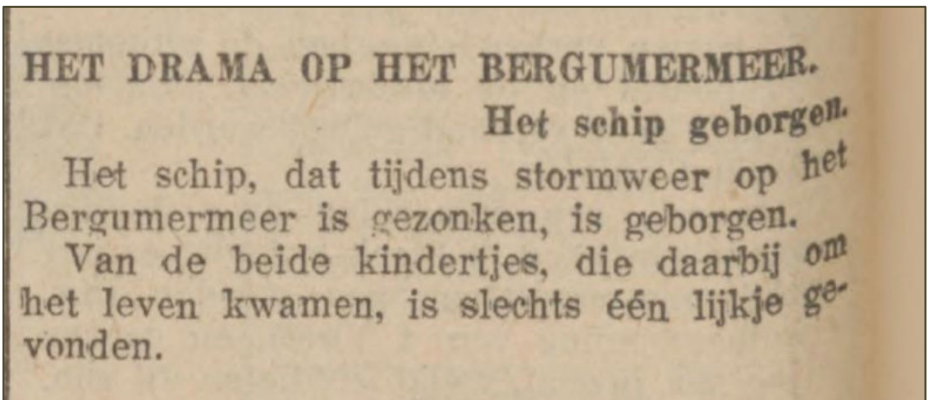 HET DRAMA OP HET BERGUMERMEER.
Het schip geborgen.
Het schip, dat tijdens stormweer op het
Bergumermeer is gezonken, is geborgen.
Van de beide kindertjes, die daarbij om
het leven kwamen, is slechts één lijkje ge-
vonden.